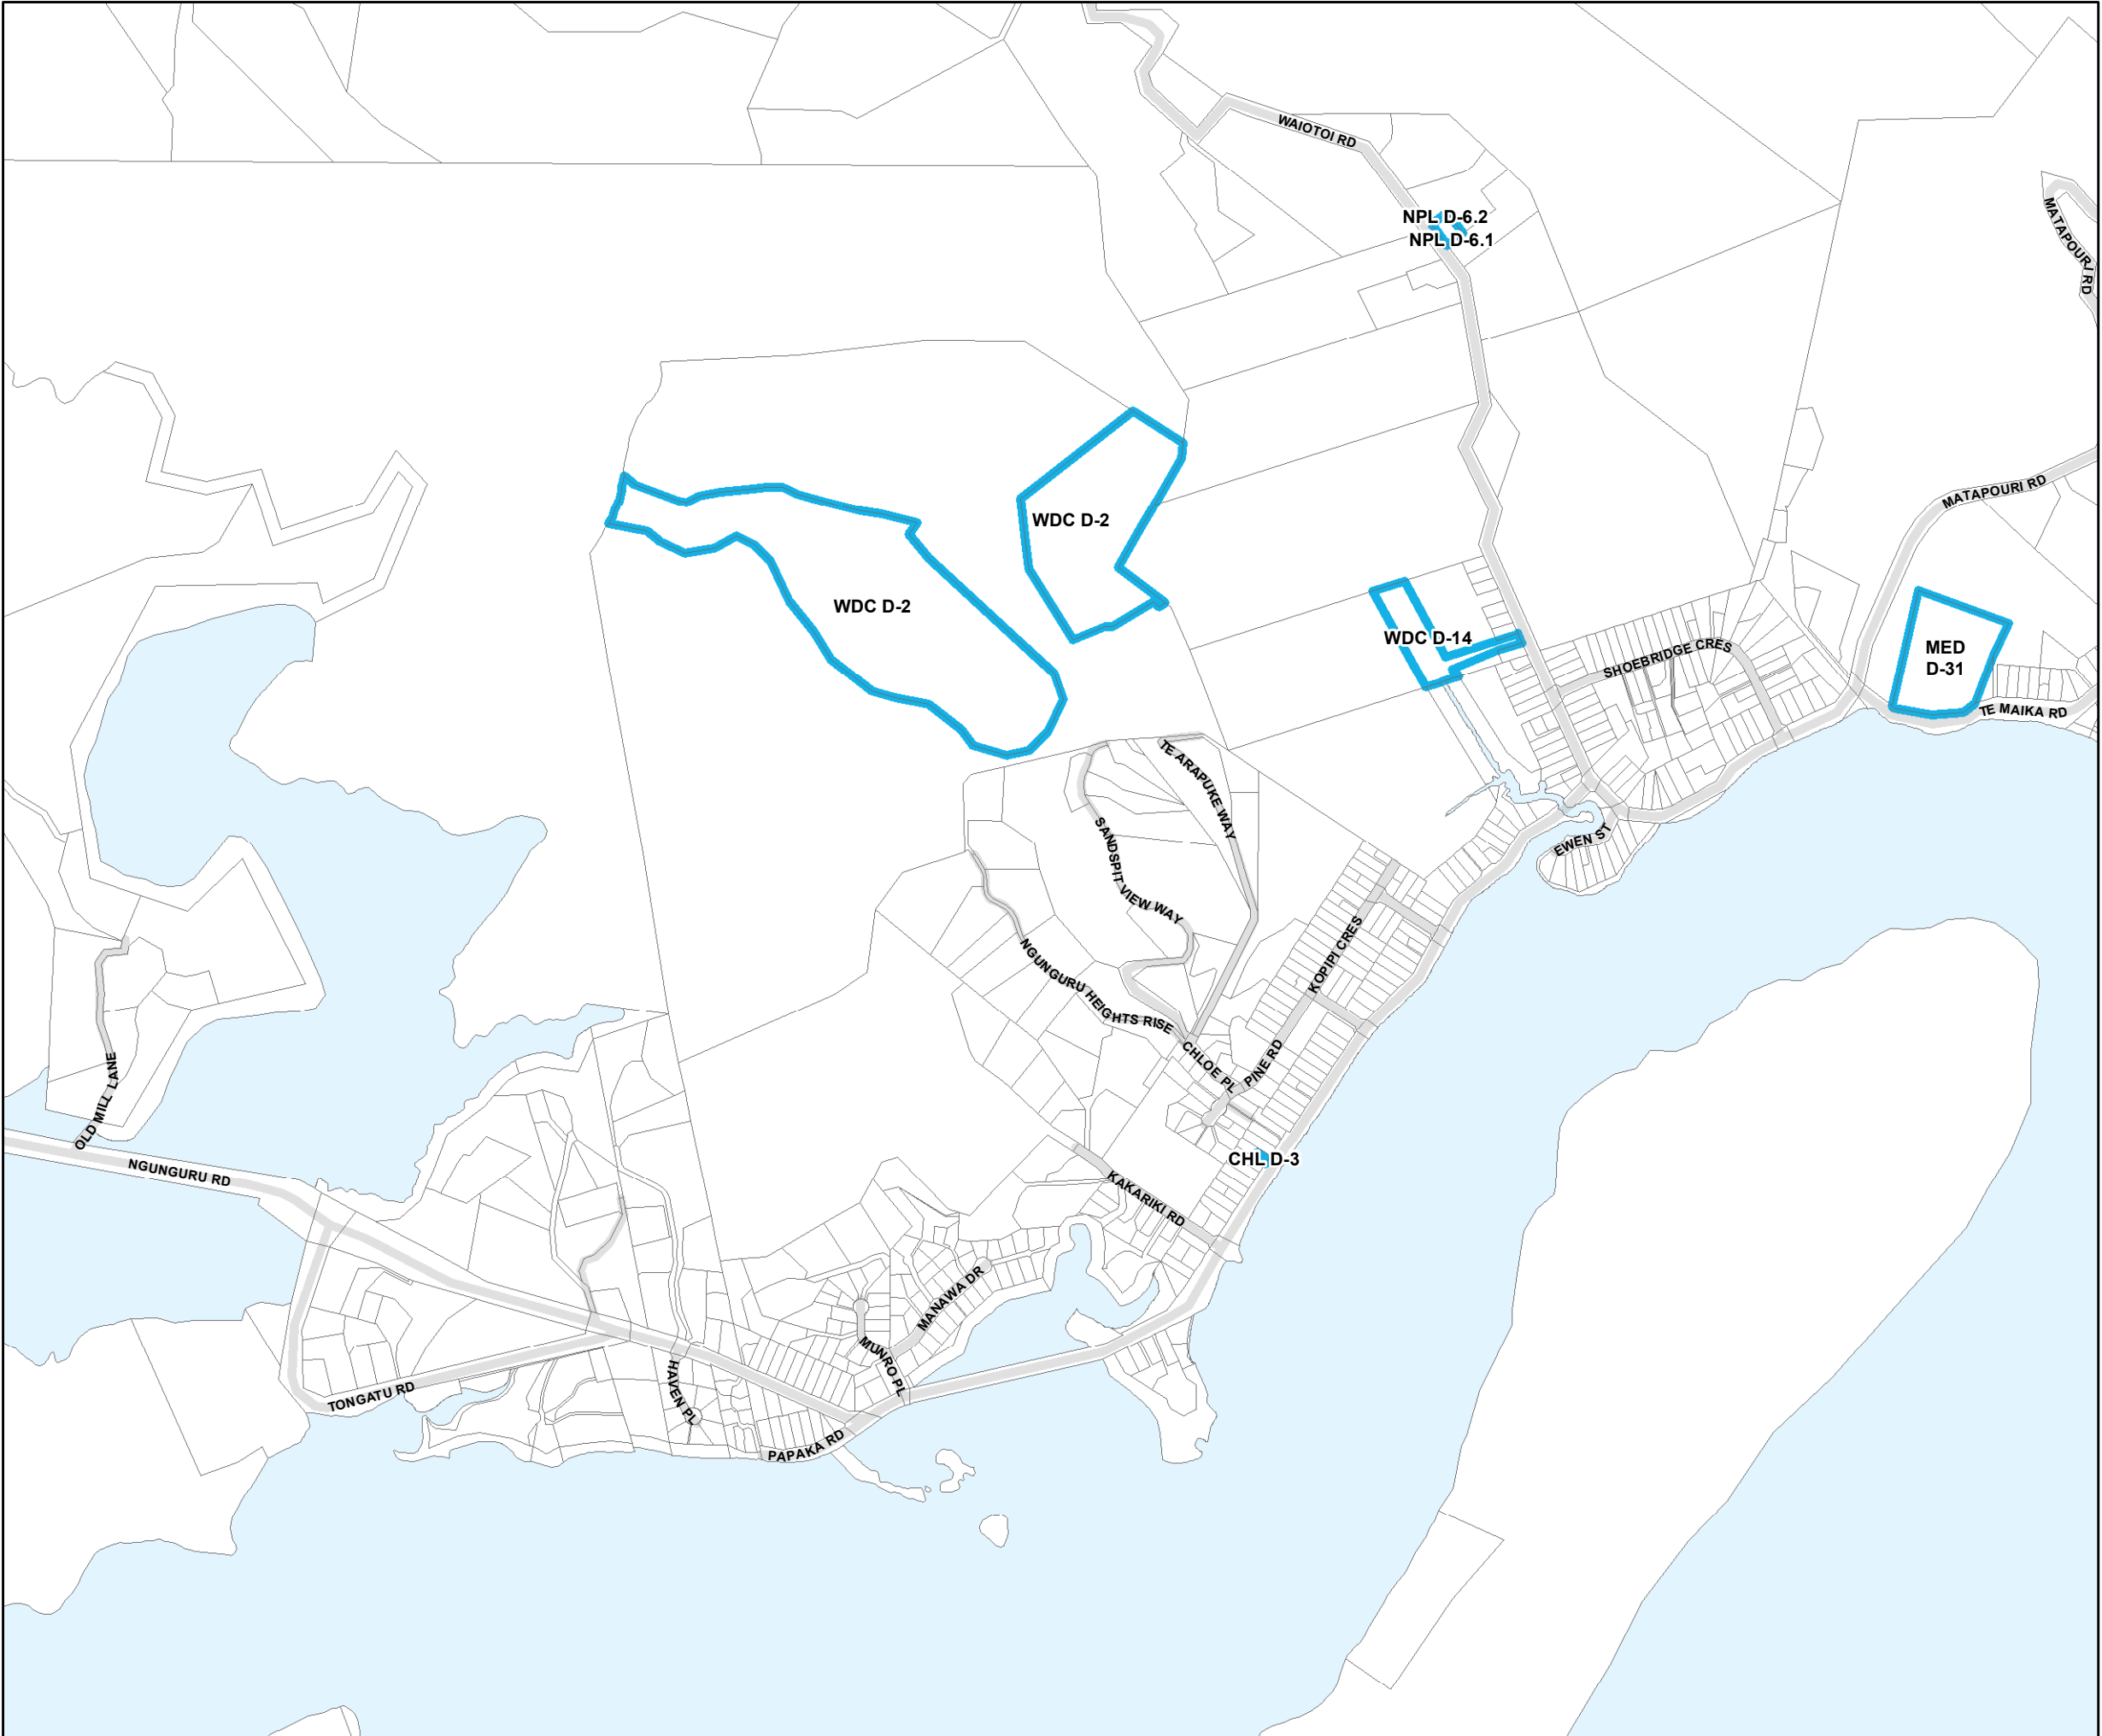 WAIOTOI RD
NPL D-6.2
NPL D-6.1
MATAPOURI RD
MATAPOURI RD
WDC D-2
WDC D-2
WDC D-14
SHOEBRIDGE CRES
MED
D-31
TE MAIKA RD
TE ARAPUKE WAY
SANDSPIT VIEW WAY
EWEN ST
KOPIPI CRES
NGUNGURU HEIGHTS RISE
CHLOE PL
PINE RD
OLD MILL LANE
NGUNGURU RD
CHL D-3
KAKARIKI RD
MANAWA DR
MUNRO PL
HAVEN PL
TONGATU RD
PAPAKA RD